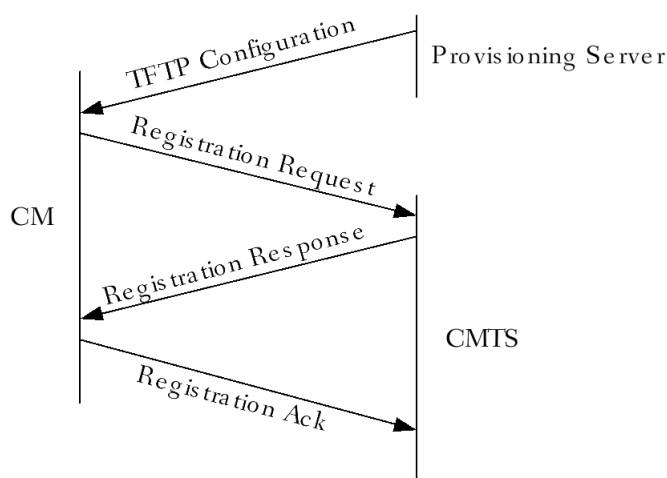 TFTP Configuration
Provisioning Server
Registration Request
CM
Registration Response
CMTS
Registration Ack